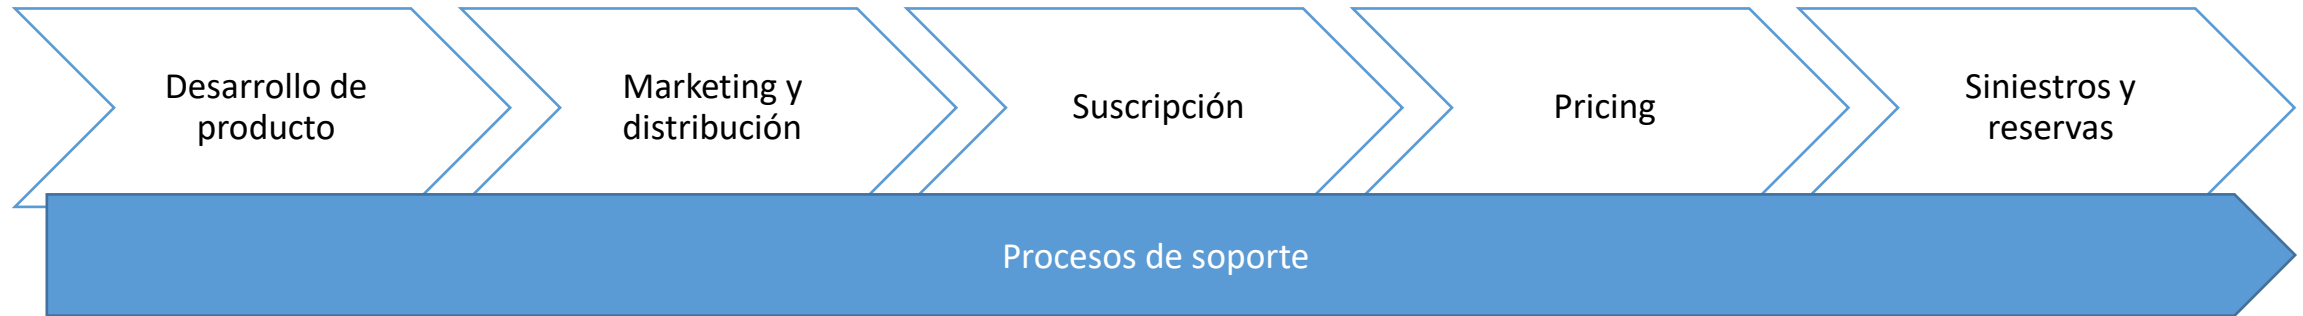 Desarrollo de
producto
Marketing y
distribución
Suscripción
Pricing
Siniestros y
reservas
Procesos de soporte